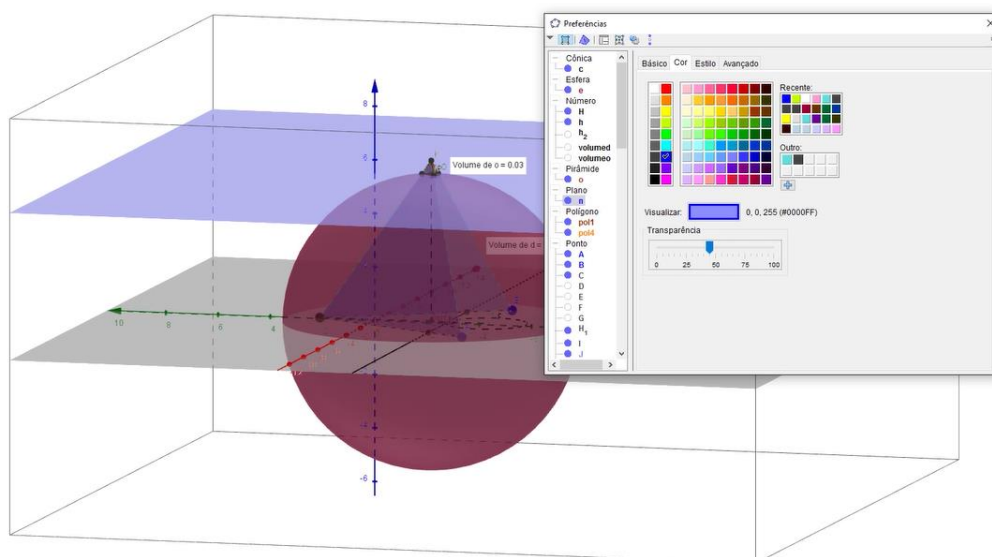 Preferências
Básico Cor Estilo Avançado
Cônica
c
Esfera
e
Número
H
h
h2
volumed
volumeo
Pirâmide
o
Plano
n
Polígono
pol1
pol4
Ponto
A
B
C
D
E
F
G
H1
I
J
Recente:
Outro:
Visualizar: 0, 0, 255 (#0000FF)
Transparência
0 25 50 75 100
Volume de o = 0.03
Volume de d =
8
6
10 8 6 4
-4
-6